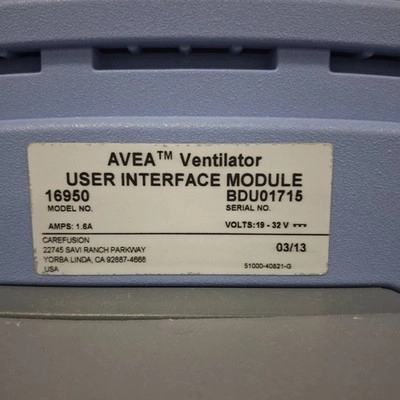 AVEA™ Ventilator
USER INTERFACE MODULE
16950 BDU01715
MODEL NO. SERIAL NO.
AMPS: 1.6A VOLTS: 19 - 32 V ⎓
CAREFUSION 03/13
22745 SAVI RANCH PARKWAY
YORBA LINDA, CA 92887-4668
USA 51000-40821-G